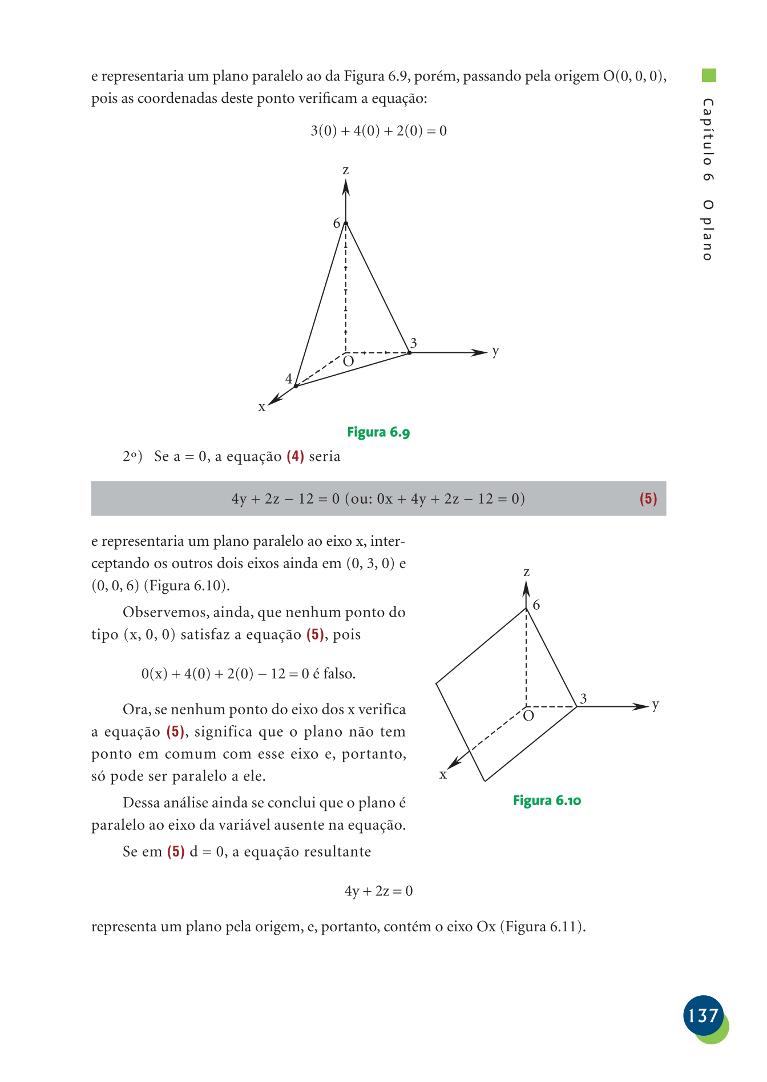 e representaria um plano paralelo ao da Figura 6.9, porém, passando pela origem O(0, 0, 0),
pois as coordenadas deste ponto verificam a equação:
3(0) + 4(0) + 2(0) = 0
Capítulo 6 O plano
z
6
3
y
O
4
x
Figura 6.9
2º) Se a = 0, a equação (4) seria
4y + 2z − 12 = 0 (ou: 0x + 4y + 2z − 12 = 0) (5)
e representaria um plano paralelo ao eixo x, inter-
ceptando os outros dois eixos ainda em (0, 3, 0) e
(0, 0, 6) (Figura 6.10).
Observemos, ainda, que nenhum ponto do
tipo (x, 0, 0) satisfaz a equação (5), pois
0(x) + 4(0) + 2(0) − 12 = 0 é falso.
Ora, se nenhum ponto do eixo dos x verifica
a equação (5), significa que o plano não tem
ponto em comum com esse eixo e, portanto,
só pode ser paralelo a ele.
Dessa análise ainda se conclui que o plano é
paralelo ao eixo da variável ausente na equação.
Se em (5) d = 0, a equação resultante
z
6
3
y
O
x
Figura 6.10
4y + 2z = 0
representa um plano pela origem, e, portanto, contém o eixo Ox (Figura 6.11).
137